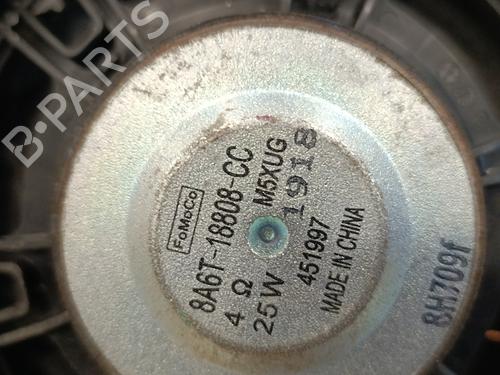 B-PARTS
FoMoCo
8A6T-18808-CC
4 Ω M5XUG
25W 1918
451997
MADE IN CHINA
8H709f